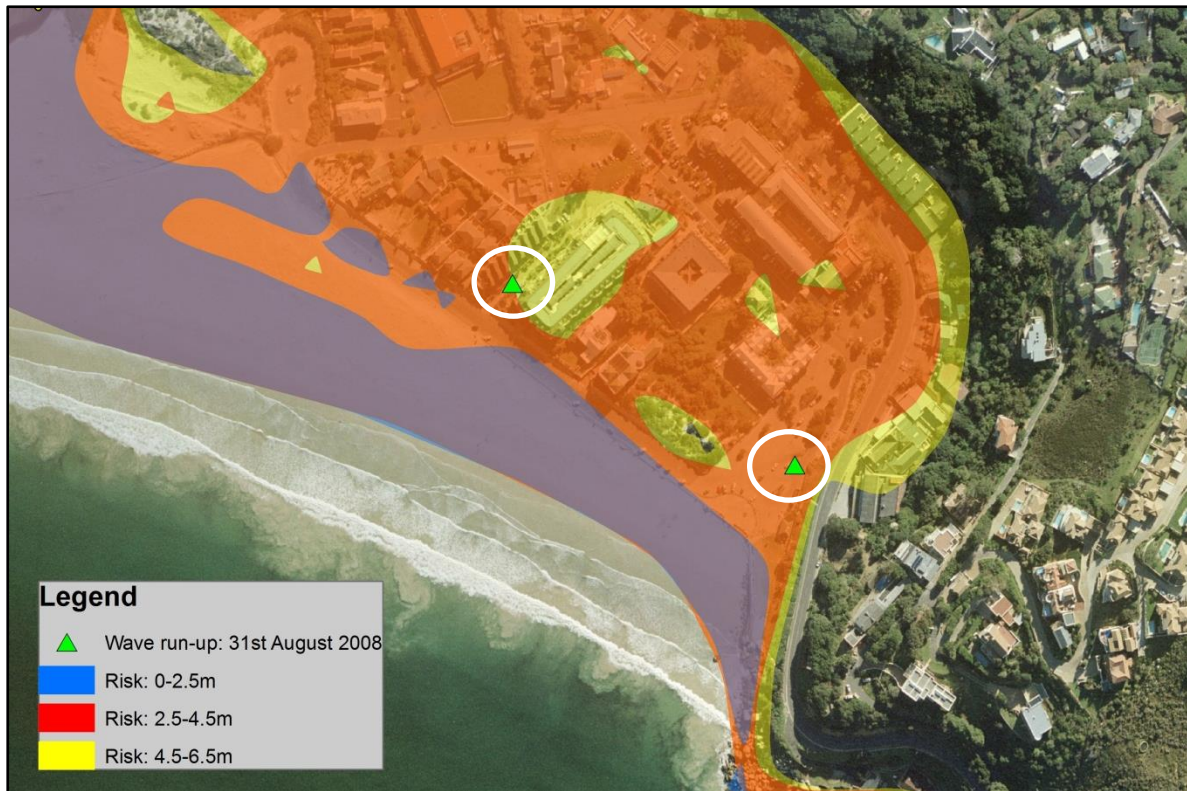 Legend
Wave run-up: 31st August 2008
Risk: 0-2.5m
Risk: 2.5-4.5m
Risk: 4.5-6.5m